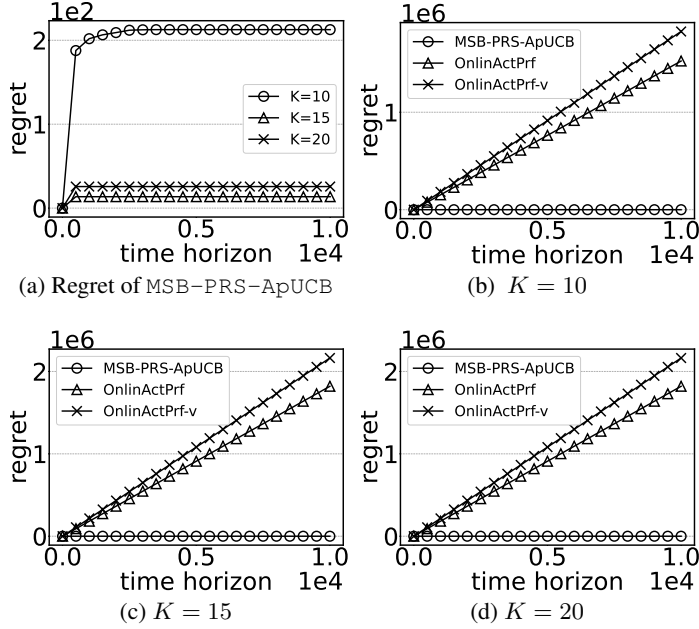 1e2
2
1
0
regret
K=10
K=15
K=20
0.0 0.5 1.0
time horizon 1e4
(a) Regret of MSB-PRS-ApUCB
1e6
1
0
regret
MSB-PRS-ApUCB
OnlinActPrf
OnlinActPrf-v
0.0 0.5 1.0
time horizon 1e4
(b) K = 10
1e6
2
1
0
regret
MSB-PRS-ApUCB
OnlinActPrf
OnlinActPrf-v
0.0 0.5 1.0
time horizon 1e4
(c) K = 15
1e6
2
1
0
regret
MSB-PRS-ApUCB
OnlinActPrf
OnlinActPrf-v
0.0 0.5 1.0
time horizon 1e4
(d) K = 20